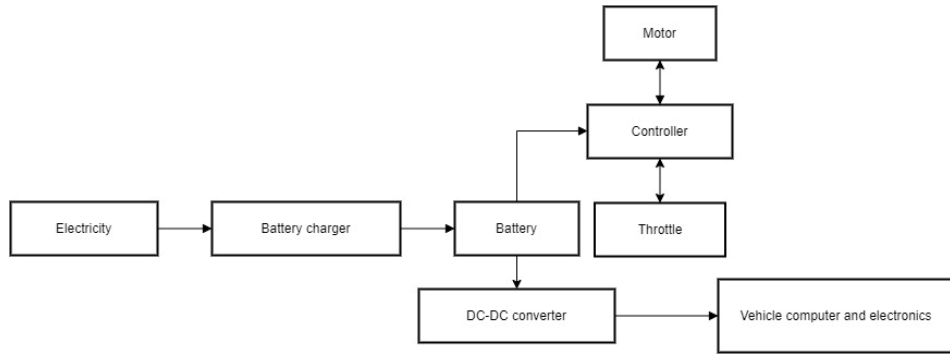 Motor
Controller
Electricity
Battery charger
Battery
Throttle
DC-DC converter
Vehicle computer and electronics